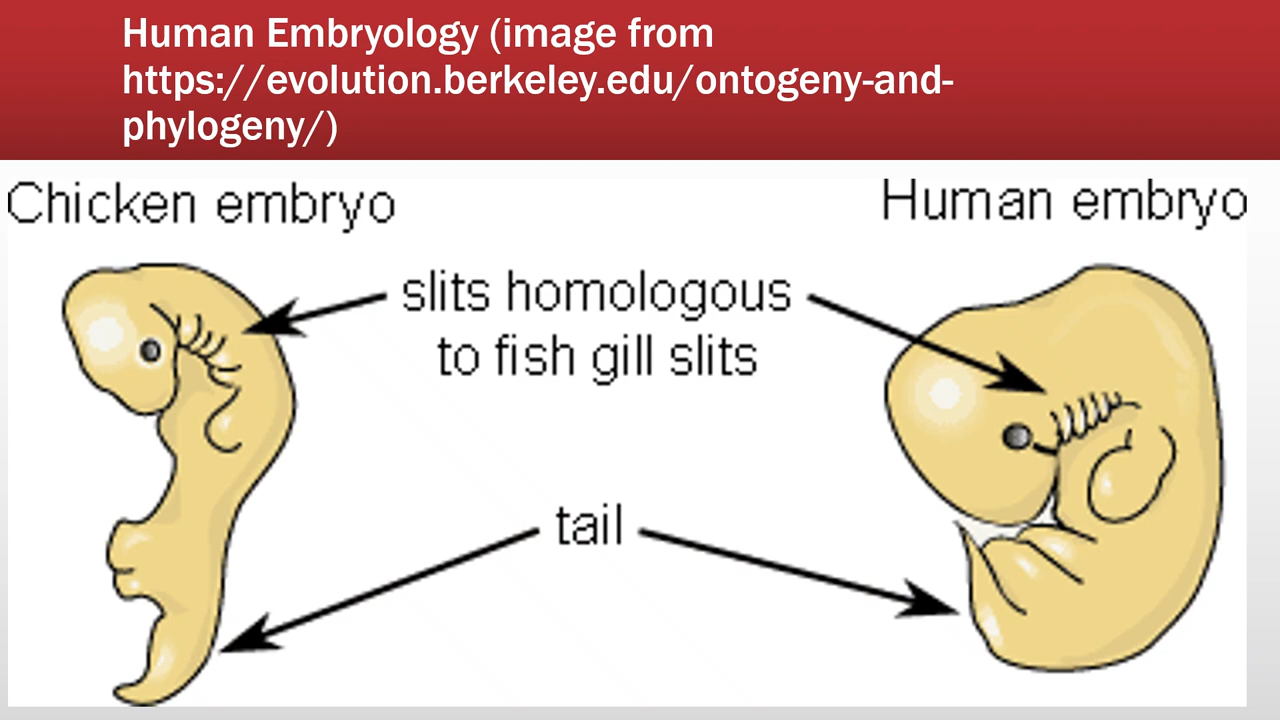 Human Embryology (image from
https://evolution.berkeley.edu/ontogeny-and-
phylogeny/)
Chicken embryo
Human embryo
slits homologous
to fish gill slits
tail